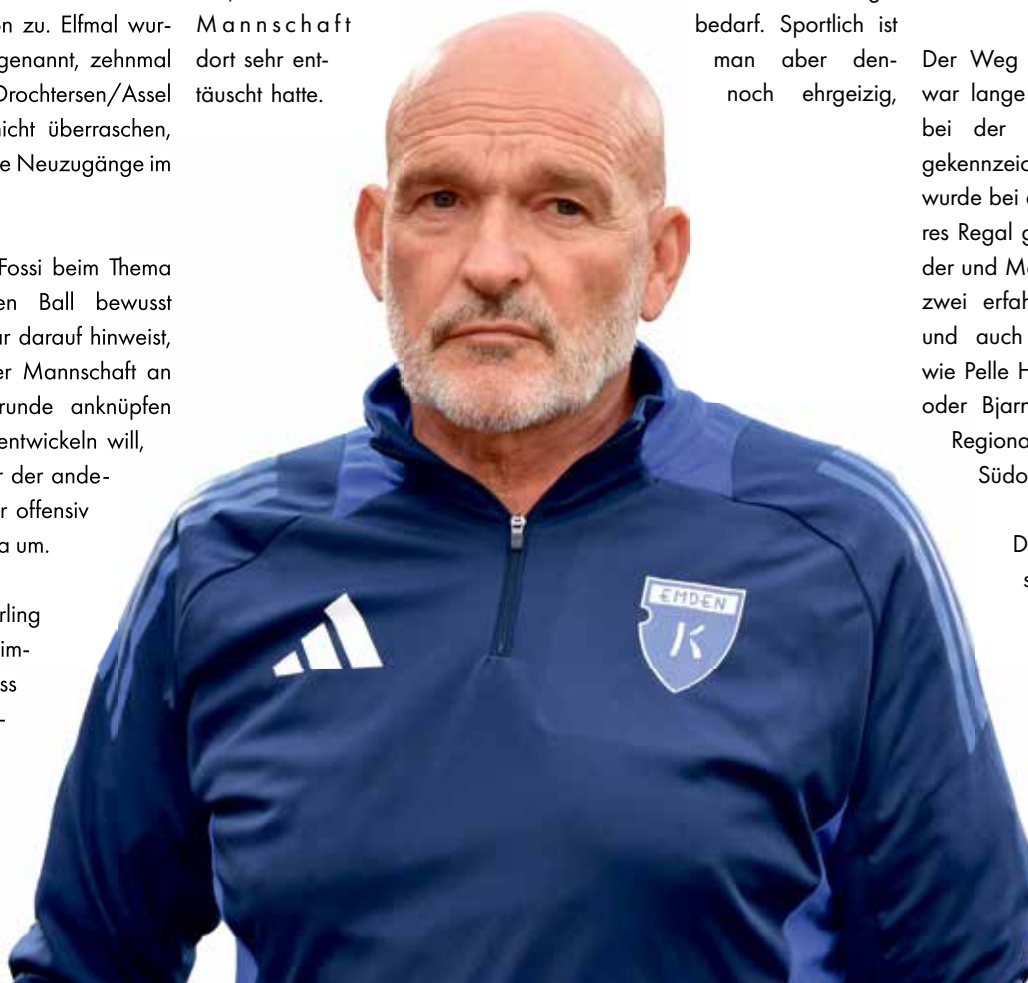 n zu. Elfmal wur-
genannt, zehnmal
Drochtersen/Assel
icht überraschen,
e Neuzugänge im
Fossi beim Thema
en Ball bewusst
ar darauf hinweist,
er Mannschaft an
runde anknüpfen
entwickeln will,
r der ande-
r offensiv
a um.
rling
im-
ss
-
Mannschaft
dort sehr ent-
täuscht hatte.
bedarf. Sportlich ist
man aber den-
noch ehrgeizig,
Der Weg
war lange
bei der
gekennzeic
wurde bei
res Regal g
der und M
zwei erfah
und auch
wie Pelle H
oder Bjarn
Regiona
Südo
D
s
EMDEN
K